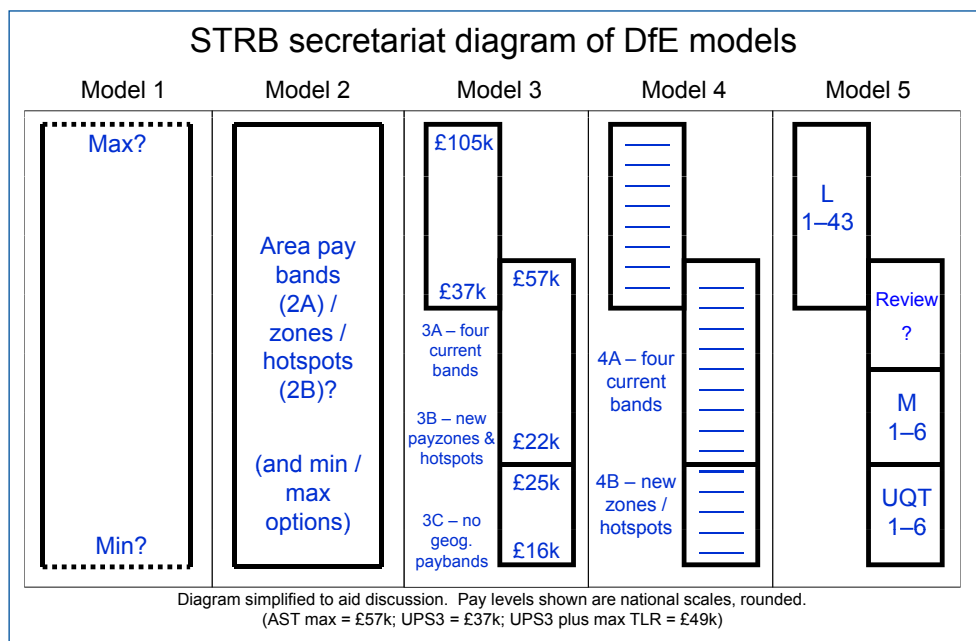 STRB secretariat diagram of DfE models
Model 1
Model 2
Model 3
Model 4
Model 5
Max?
Min?
Area pay
bands
(2A) /
zones /
hotspots
(2B)?
(and min /
max
options)
£105k
£37k
3A – four
current
bands
3B – new
payzones &
hotspots
3C – no
geog.
paybands
£57k
£22k
£25k
£16k
4A – four
current
bands
4B – new
zones /
hotspots
L
1–43
Review
?
M
1–6
UQT
1–6
Diagram simplified to aid discussion.  Pay levels shown are national scales, rounded.
(AST max = £57k; UPS3 = £37k; UPS3 plus max TLR = £49k)